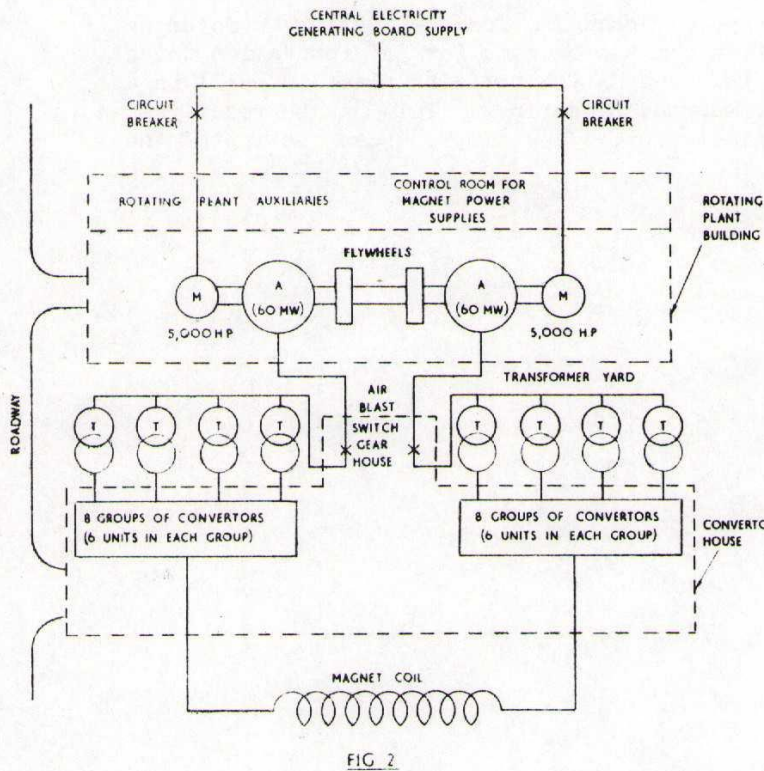 CENTRAL ELECTRICITY
GENERATING BOARD SUPPLY
CIRCUIT
BREAKER
CIRCUIT
BREAKER
ROTATING PLANT AUXILIARIES
CONTROL ROOM FOR
MAGNET POWER
SUPPLIES
ROTATING
PLANT
BUILDING
FLYWHEELS
M
A
(60 MW)
A
(60 MW)
M
5,000 H.P
5,000 H.P
ROADWAY
AIR
BLAST
SWITCH
GEAR
HOUSE
TRANSFORMER YARD
T
T
T
T
T
T
T
T
8 GROUPS OF CONVERTORS
(6 UNITS IN EACH GROUP)
8 GROUPS OF CONVERTORS
(6 UNITS IN EACH GROUP)
CONVERTO
HOUSE
MAGNET COIL
FIG 2